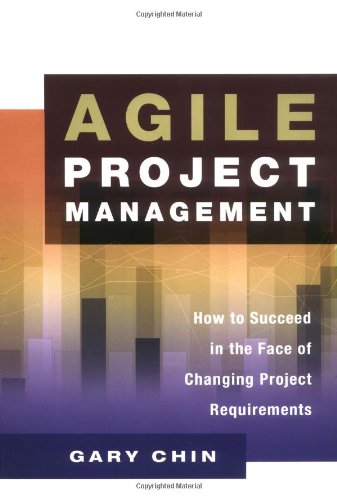 Copyrighted Material
AGILE
PROJECT
MANAGEMENT
How to Succeed
in the Face of
Changing Project
Requirements
GARY CHIN
Copyrighted Material